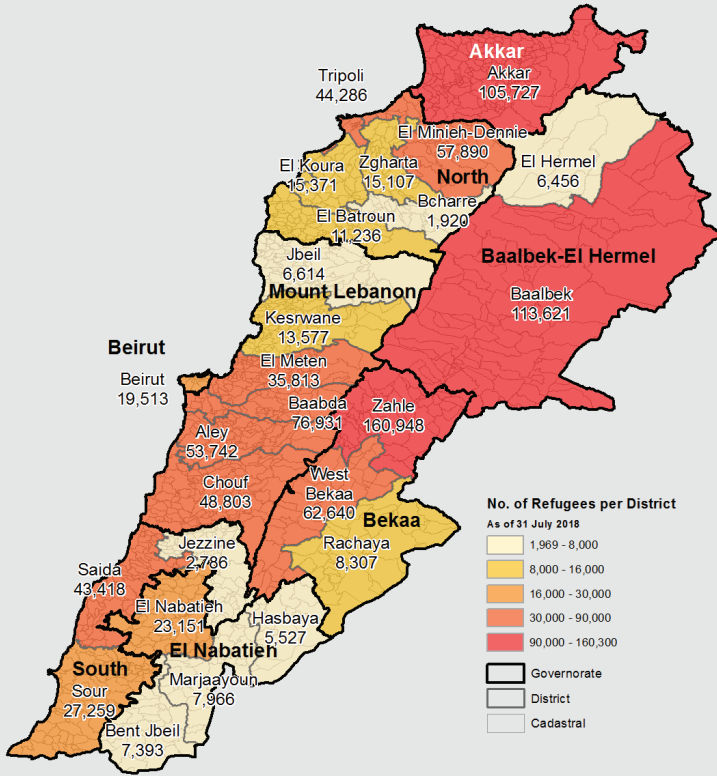 Akkar
Akkar
105,727
Tripoli
44,286
El Minieh-Dennie
57,890
North
El Koura
15,371
Zgharta
15,107
El Hermel
6,456
Bcharre
1,920
El Batroun
11,236
Baalbek-El Hermel
Baalbek
113,621
Jbeil
6,614
Mount Lebanon
Kesrwane
13,577
Beirut
Beirut
19,513
El Meten
35,813
Baabda
76,931
Zahle
160,948
Aley
53,742
Chouf
48,803
West
Bekaa
62,640
Bekaa
Rachaya
8,307
Jezzine
2,786
Saida
43,418
El Nabatieh
23,151
Hasbaya
5,527
El Nabatieh
South
Sour
27,259
Marjaayoun
7,966
Bent Jbeil
7,393
No. of Refugees per District
As of 31 July 2018
1,969 - 8,000
8,000 - 16,000
16,000 - 30,000
30,000 - 90,000
90,000 - 160,300
Governorate
District
Cadastral